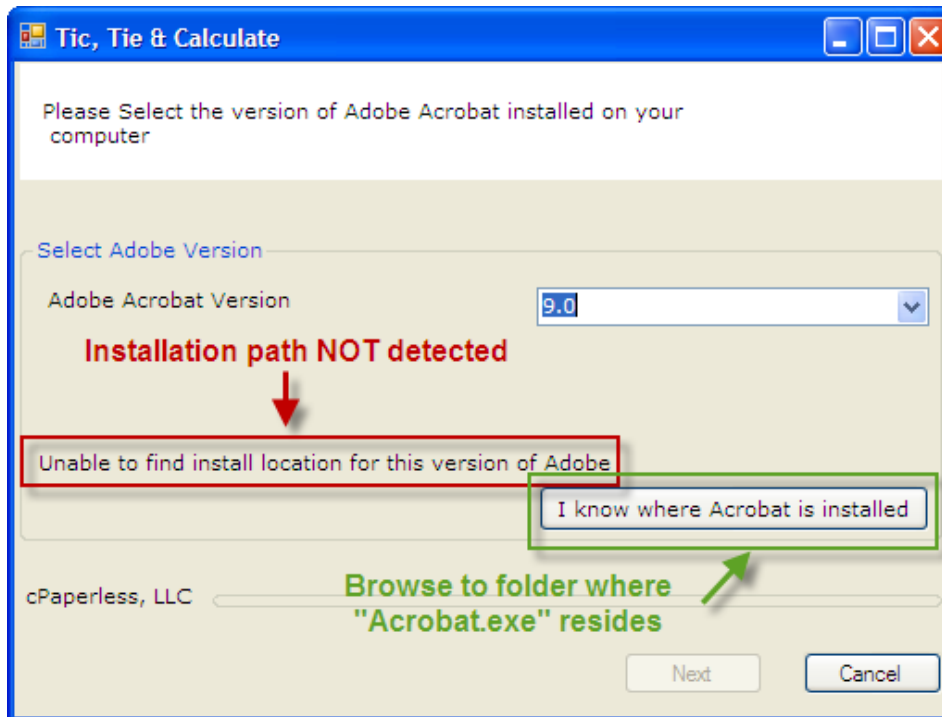 Tic, Tie & Calculate
Please Select the version of Adobe Acrobat installed on your
computer
Select Adobe Version
Adobe Acrobat Version
9.0
Installation path NOT detected
Unable to find install location for this version of Adobe
I know where Acrobat is installed
Browse to folder where
"Acrobat.exe" resides
cPaperless, LLC
Next
Cancel